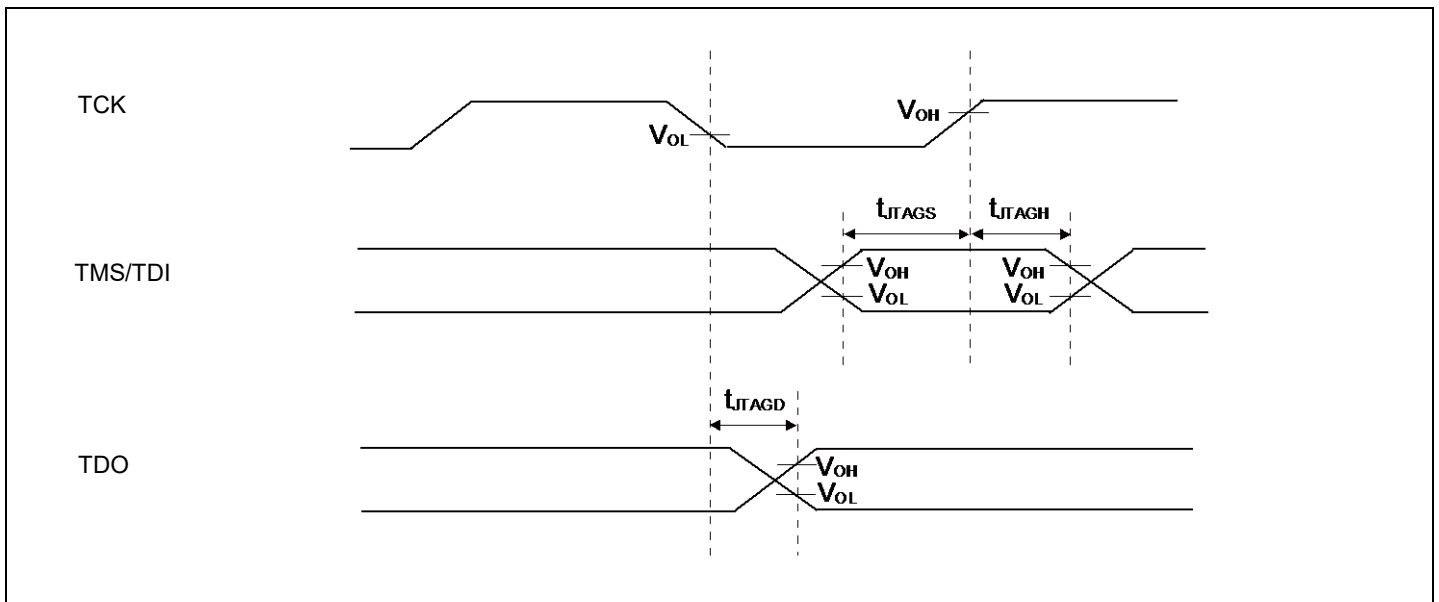 TCK
VOL
VOH
tJTAGS
tJTAGH
TMS/TDI
VOH
VOL
VOH
VOL
tJTAGD
TDO
VOH
VOL